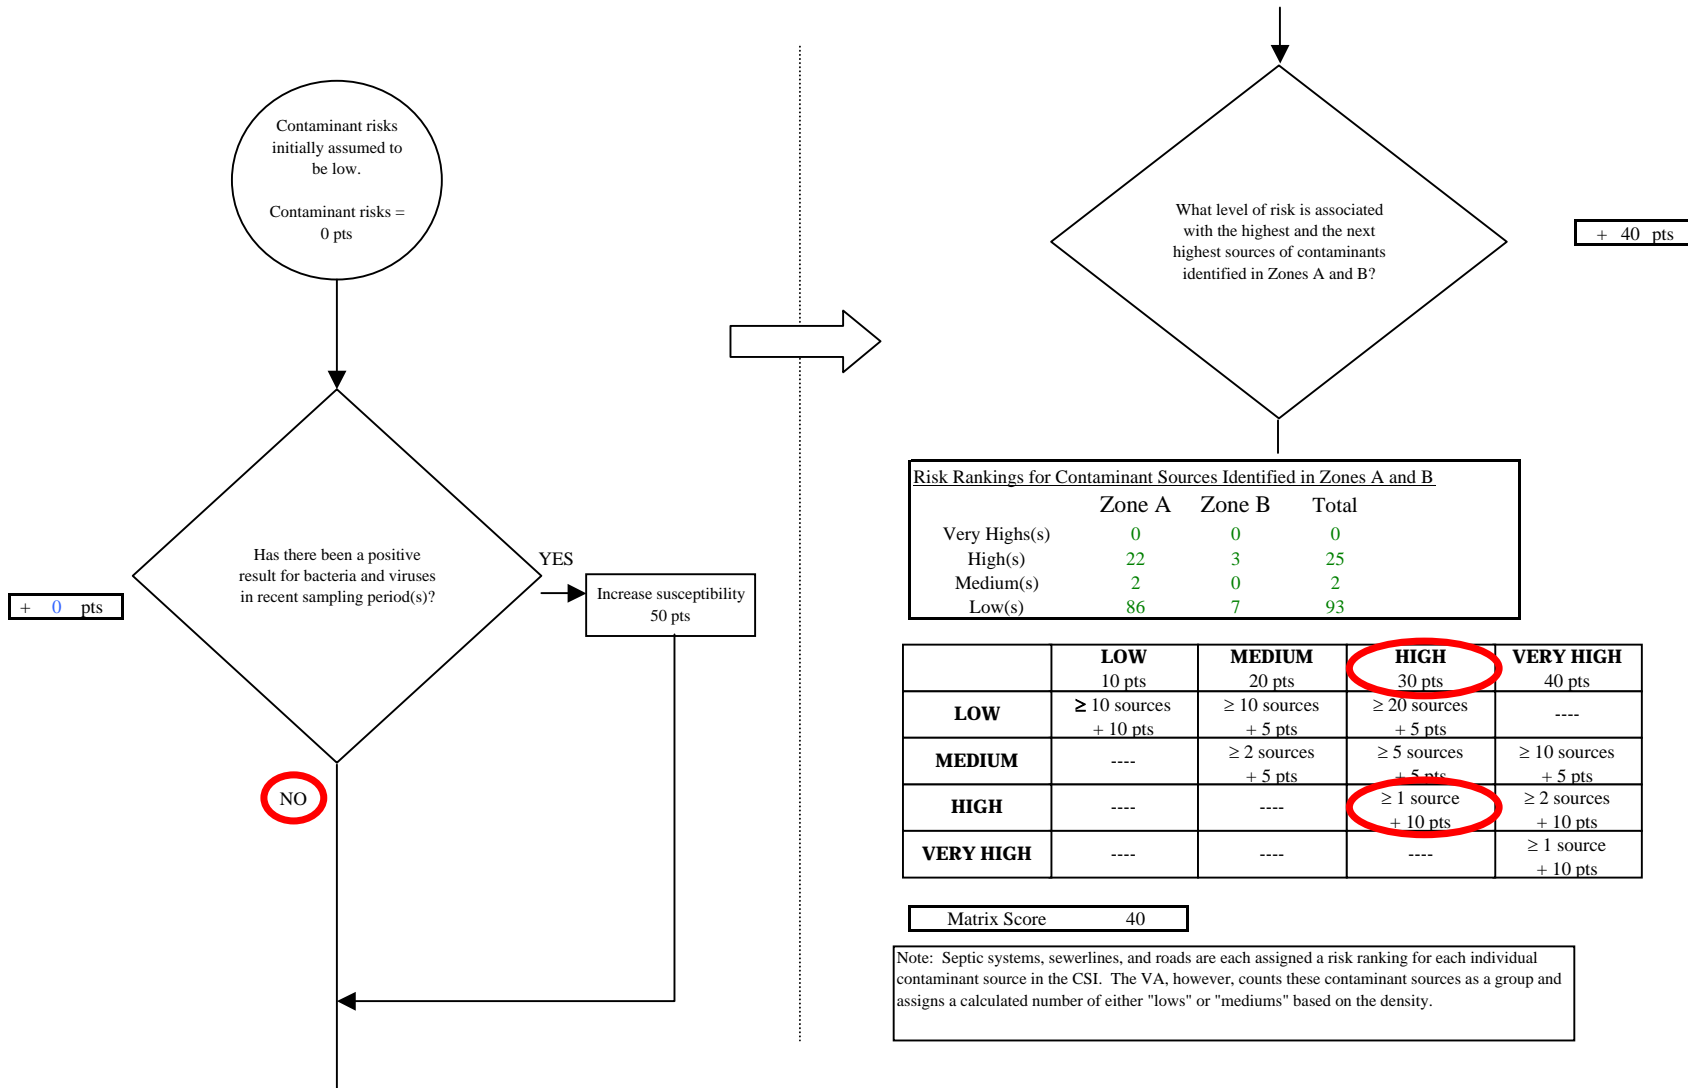 Contaminant risks
initially assumed to
be low.
Contaminant risks =
0 pts
Has there been a positive
result for bacteria and viruses
in recent sampling period(s)?
YES
Increase susceptibility
50 pts
+ 0 pts
NO
What level of risk is associated
with the highest and the next
highest sources of contaminants
identified in Zones A and B?
+ 40 pts
Risk Rankings for Contaminant Sources Identified in Zones A and B
Zone A Zone B Total
Very Highs(s) 0 0 0
High(s) 22 3 25
Medium(s) 2 0 2
Low(s) 86 7 93
LOW MEDIUM HIGH VERY HIGH
10 pts 20 pts 30 pts 40 pts
LOW ≥ 10 sources ≥ 10 sources ≥ 20 sources ----
+ 10 pts + 5 pts + 5 pts
MEDIUM ---- ≥ 2 sources ≥ 5 sources ≥ 10 sources
+ 5 pts + 5 pts + 5 pts
HIGH ---- ---- ≥ 1 source ≥ 2 sources
+ 10 pts + 10 pts
VERY HIGH ---- ---- ---- ≥ 1 source
+ 10 pts
Matrix Score 40
Note: Septic systems, sewerlines, and roads are each assigned a risk ranking for each individual
contaminant source in the CSI. The VA, however, counts these contaminant sources as a group and
assigns a calculated number of either "lows" or "mediums" based on the density.